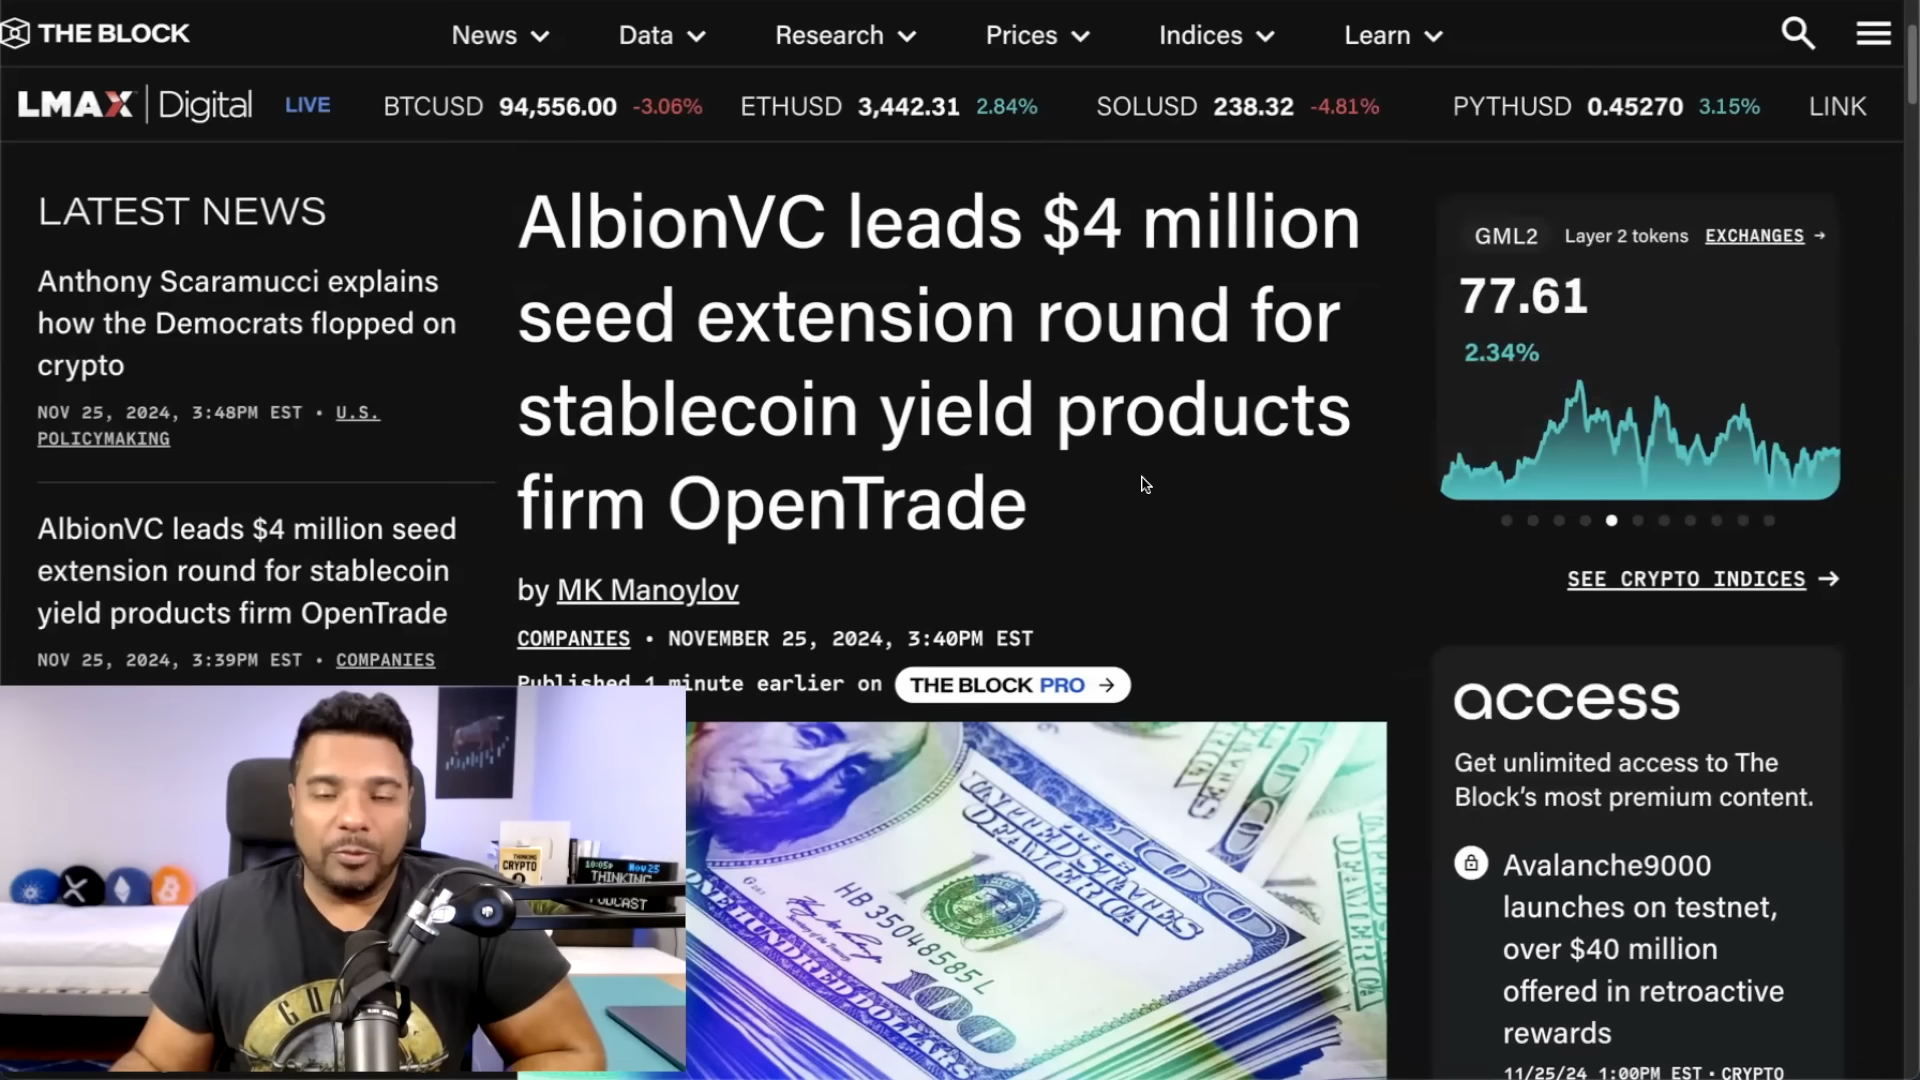 THE BLOCK
News
Data
Research
Prices
Indices
Learn
LMAX Digital
LIVE
BTCUSD 94,556.00 -3.06%
ETHUSD 3,442.31 2.84%
SOLUSD 238.32 -4.81%
PYTHUSD 0.45270 3.15%
LINK
LATEST NEWS
Anthony Scaramucci explains
how the Democrats flopped on
crypto
NOV 25, 2024, 3:48PM EST • U.S.
POLICYMAKING
AlbionVC leads $4 million seed
extension round for stablecoin
yield products firm OpenTrade
NOV 25, 2024, 3:39PM EST • COMPANIES
AlbionVC leads $4 million
seed extension round for
stablecoin yield products
firm OpenTrade
by MK Manoylov
COMPANIES • NOVEMBER 25, 2024, 3:40PM EST
Published 1 minute earlier on THE BLOCK PRO →
GML2 Layer 2 tokens EXCHANGES →
77.61
2.34%
SEE CRYPTO INDICES →
access
Get unlimited access to The
Block's most premium content.
Avalanche9000
launches on testnet,
over $40 million
offered in retroactive
rewards
11/25/24 1:00PM EST • CRYPTO
THINKING
CRYPTO
10:05P Nov25
THINKING
PODCAST
UNITED STATES
OF AMERICA
100
HB 35048585 L
ONE HUNDRED DOLLARS
100